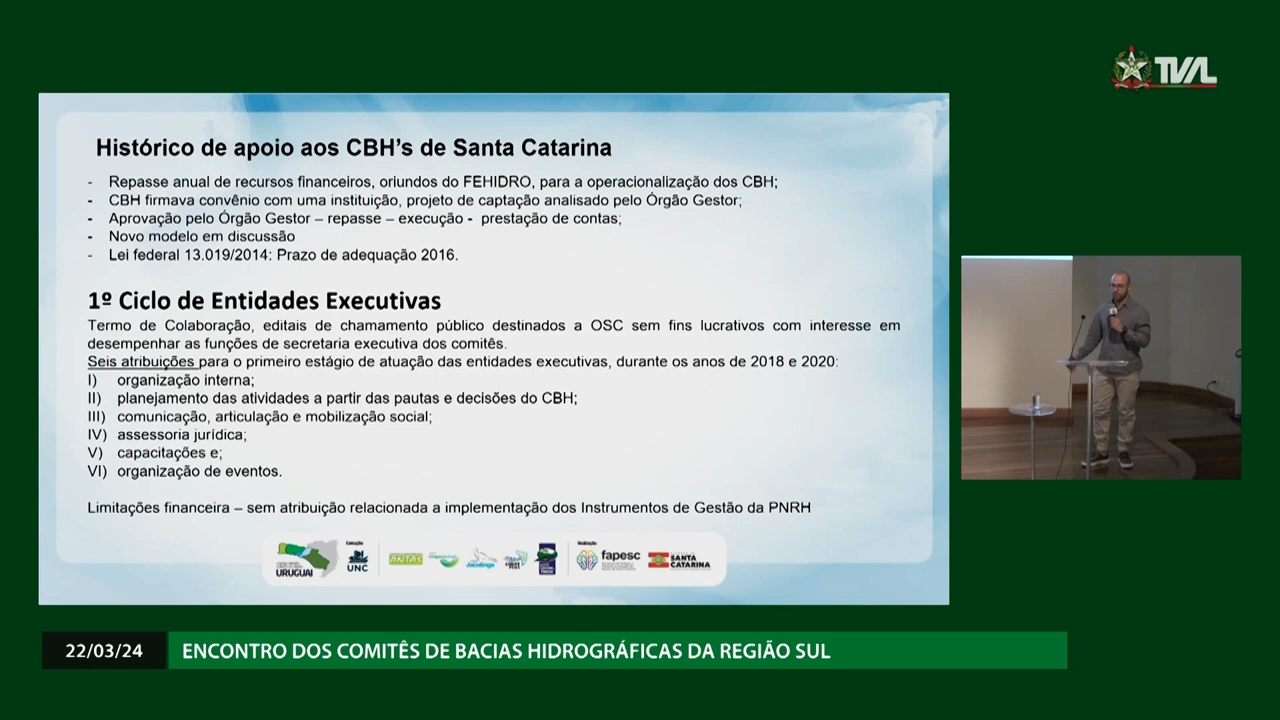 TVAL
Histórico de apoio aos CBH's de Santa Catarina
- Repasse anual de recursos financeiros, oriundos do FEHIDRO, para a operacionalização dos CBH;
- CBH firmava convênio com uma instituição, projeto de captação analisado pelo Órgão Gestor;
- Aprovação pelo Órgão Gestor – repasse – execução - prestação de contas;
- Novo modelo em discussão
- Lei federal 13.019/2014: Prazo de adequação 2016.
1º Ciclo de Entidades Executivas
Termo de Colaboração, editais de chamamento público destinados a OSC sem fins lucrativos com interesse em
desempenhar as funções de secretaria executiva dos comitês.
Seis atribuições para o primeiro estágio de atuação das entidades executivas, durante os anos de 2018 e 2020:
I) organização interna;
II) planejamento das atividades a partir das pautas e decisões do CBH;
III) comunicação, articulação e mobilização social;
IV) assessoria jurídica;
V) capacitações e;
VI) organização de eventos.
Limitações financeira – sem atribuição relacionada a implementação dos Instrumentos de Gestão da PNRH
URUGUAI
UNC
ANTAS
Jacutinga
fapesc
SANTA
CATARINA
22/03/24
ENCONTRO DOS COMITÊS DE BACIAS HIDROGRÁFICAS DA REGIÃO SUL